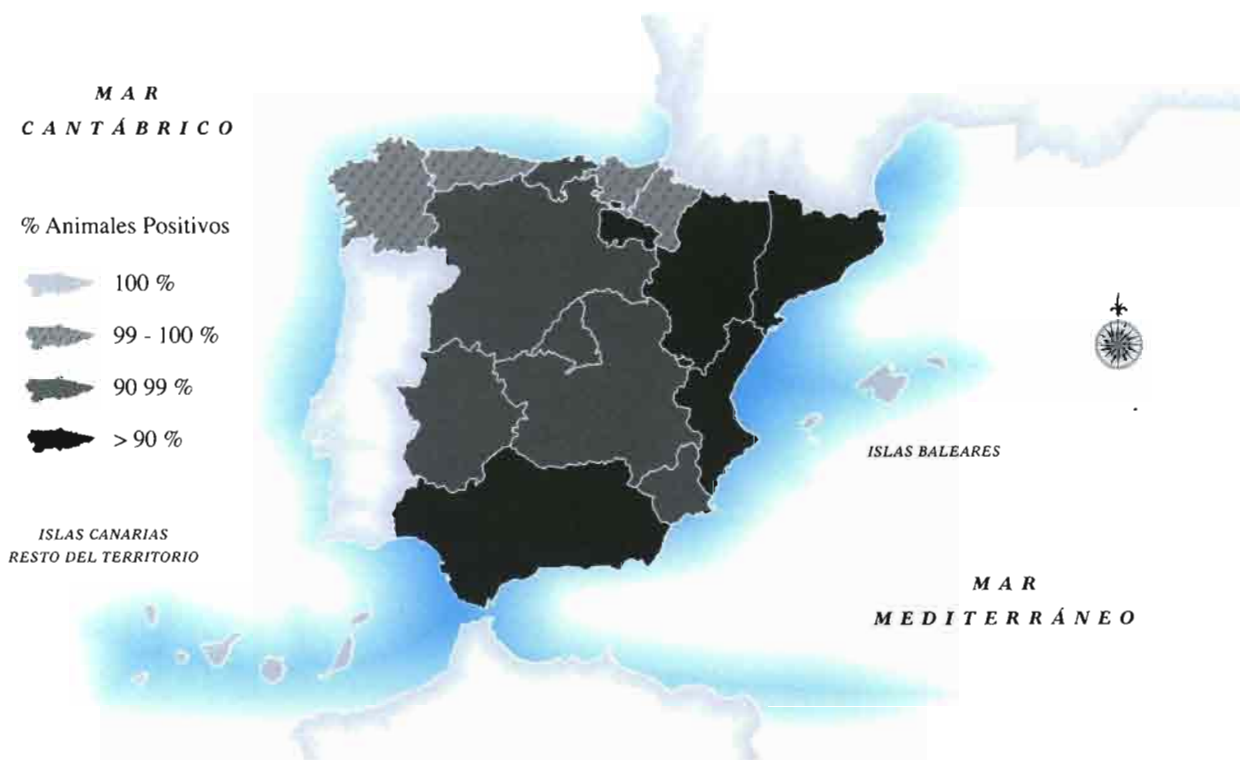 MAR
CANTÁBRICO
% Animales Positivos
100 %
99 - 100 %
90 99 %
> 90 %
ISLAS BALEARES
ISLAS CANARIAS
RESTO DEL TERRITORIO
MAR
MEDITERRÁNEO